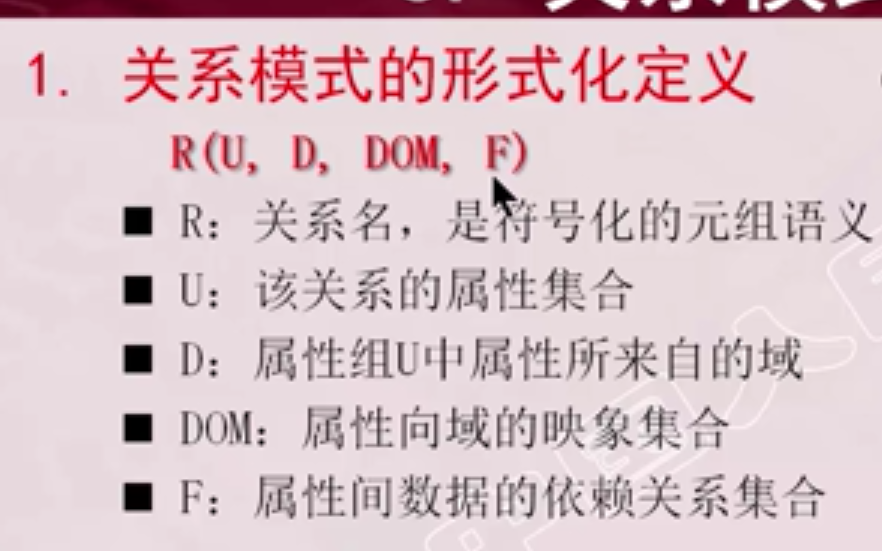 1. 关系模式的形式化定义
R(U, D, DOM, F)
■ R：关系名，是符号化的元组语义
■ U：该关系的属性集合
■ D：属性组U中属性所来自的域
■ DOM：属性向域的映象集合
■ F：属性间数据的依赖关系集合